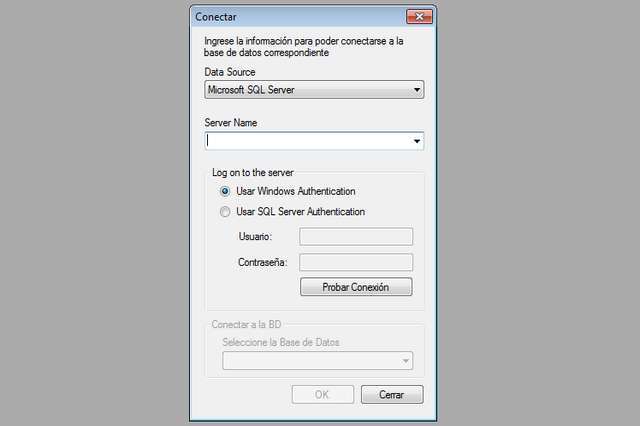 Conectar
Ingrese la información para poder conectarse a la
base de datos correspondiente
Data Source
Microsoft SQL Server
Server Name
Log on to the server
Usar Windows Authentication
Usar SQL Server Authentication
Usuario:
Contraseña:
Probar Conexión
Conectar a la BD
Seleccione la Base de Datos
OK
Cerrar